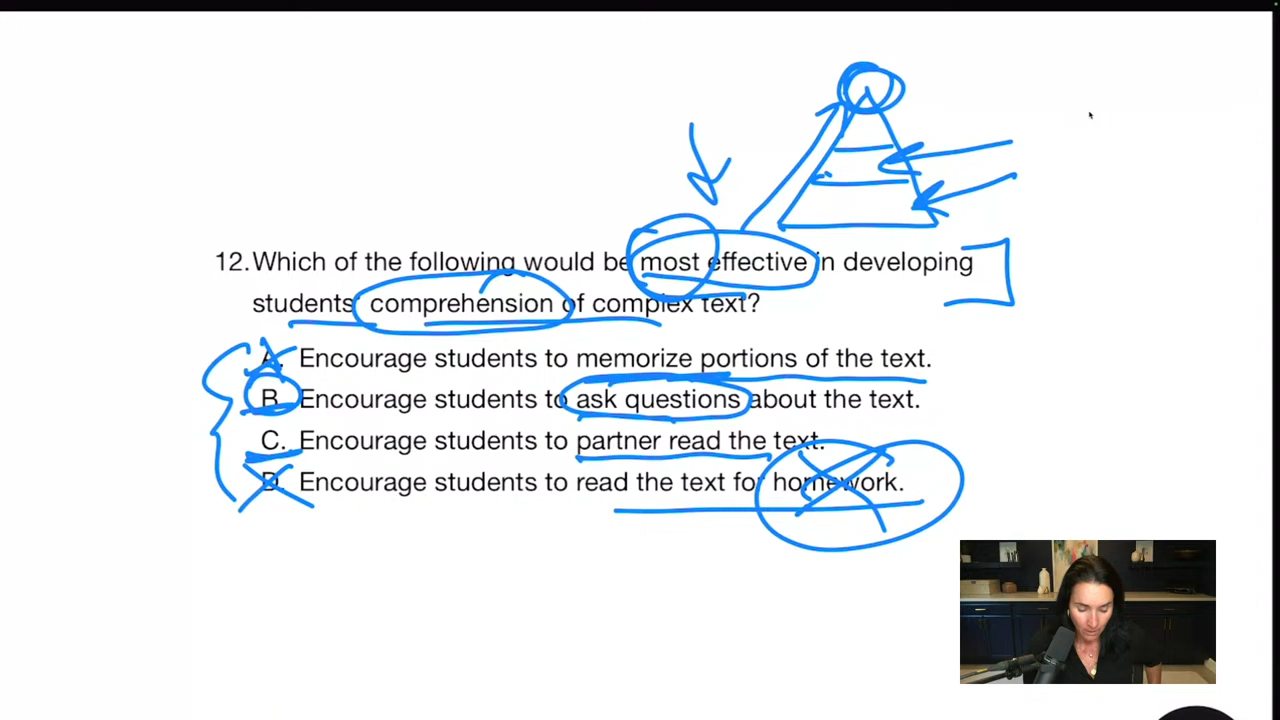 12.Which of the following would be most effective in developing
students' comprehension of complex text?
A. Encourage students to memorize portions of the text.
B. Encourage students to ask questions about the text.
C. Encourage students to partner read the text.
D. Encourage students to read the text for homework.